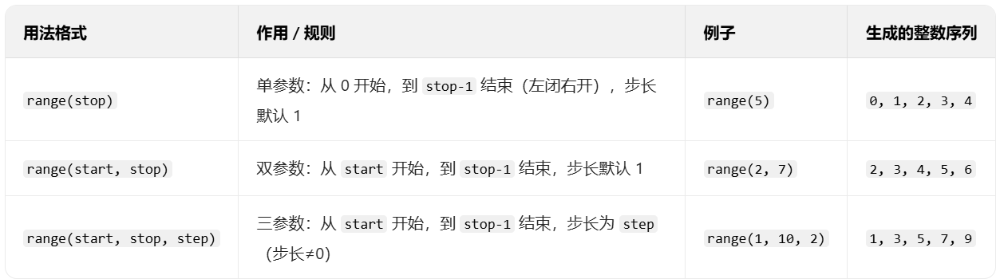 用法格式 作用 / 规则 例子 生成的整数序列
range(stop) 单参数：从 0 开始，到 stop-1 结束（左闭右开），步长
默认 1 range(5) 0, 1, 2, 3, 4
range(start, stop) 双参数：从 start 开始，到 stop-1 结束，步长默认 1 range(2, 7) 2, 3, 4, 5, 6
range(start, stop, step) 三参数：从 start 开始，到 stop-1 结束，步长为 step
（步长≠0） range(1, 10, 2) 1, 3, 5, 7, 9